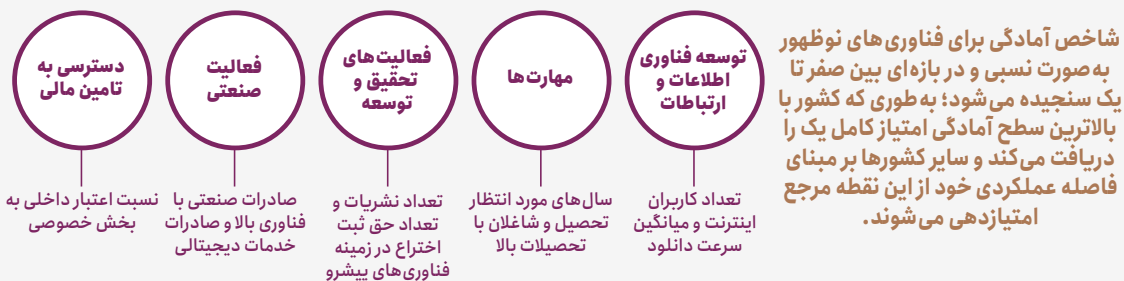 شاخص آمادگی برای فناوری‌های نوظهور
به‌صورت نسبی و در بازه‌ای بین صفر تا
یک سنجیده می‌شود؛ به‌طوری که کشور با
بالاترین سطح آمادگی امتیاز کامل یک را
دریافت می‌کند و سایر کشورها بر مبنای
فاصله عملکردی خود از این نقطه مرجع
امتیازدهی می‌شوند.
توسعه فناوری
اطلاعات و
ارتباطات
تعداد کاربران
اینترنت و میانگین
سرعت دانلود
مهارت‌ها
سال‌های مورد انتظار
تحصیل و شاغلان با
تحصیلات بالا
فعالیت‌های
تحقیق و
توسعه
تعداد نشریات و
تعداد حق ثبت
اختراع در زمینه
فناوری‌های پیشرو
فعالیت
صنعتی
صادرات صنعتی با
فناوری بالا و صادرات
خدمات دیجیتالی
دسترسی به
تامین مالی
نسبت اعتبار داخلی به
بخش خصوصی